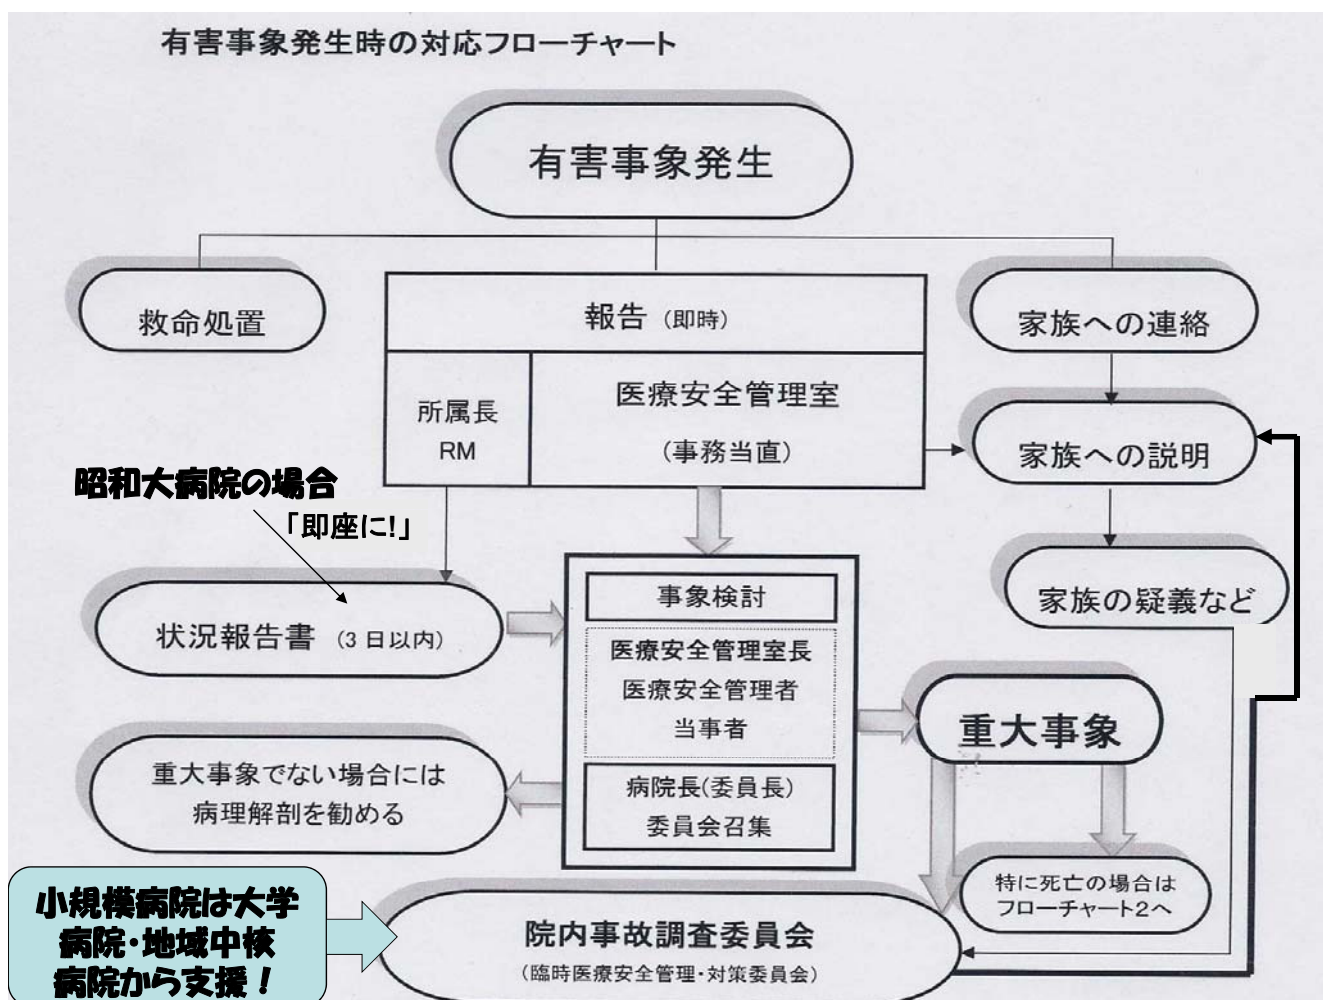 有害事象発生時の対応フローチャート
有害事象発生
救命処置
報告 (即時)
家族への連絡
所属長
RM
医療安全管理室
(事務当直)
家族への説明
昭和大病院の場合
「即座に!」
状況報告書 (3日以内)
事象検討
医療安全管理室長
医療安全管理者
当事者
病院長(委員長)
委員会召集
家族の疑義など
重大事象
重大事象でない場合には
病理解剖を勧める
特に死亡の場合は
フローチャート2へ
小規模病院は大学
病院・地域中核
病院から支援!
院内事故調査委員会
(臨時医療安全管理・対策委員会)